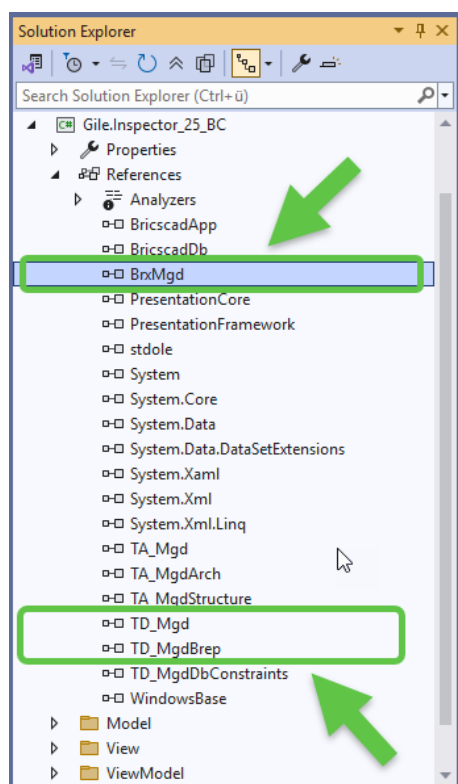 Solution Explorer
Search Solution Explorer (Ctrl+ü)
C# Gile.Inspector_25_BC
Properties
References
Analyzers
BricscadApp
BricscadDb
BrxMgd
PresentationCore
PresentationFramework
stdole
System
System.Core
System.Data
System.Data.DataSetExtensions
System.Xaml
System.Xml
System.Xml.Linq
TA_Mgd
TA_MgdArch
TA_MgdStructure
TD_Mgd
TD_MgdBrep
TD_MgdDbConstraints
WindowsBase
Model
View
ViewModel